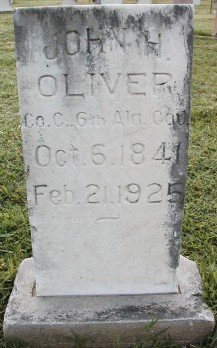 JOHN H
OLIVER
Co. C., 6th Ala. Cav.
Oct. 6. 1841
Feb. 21. 1925